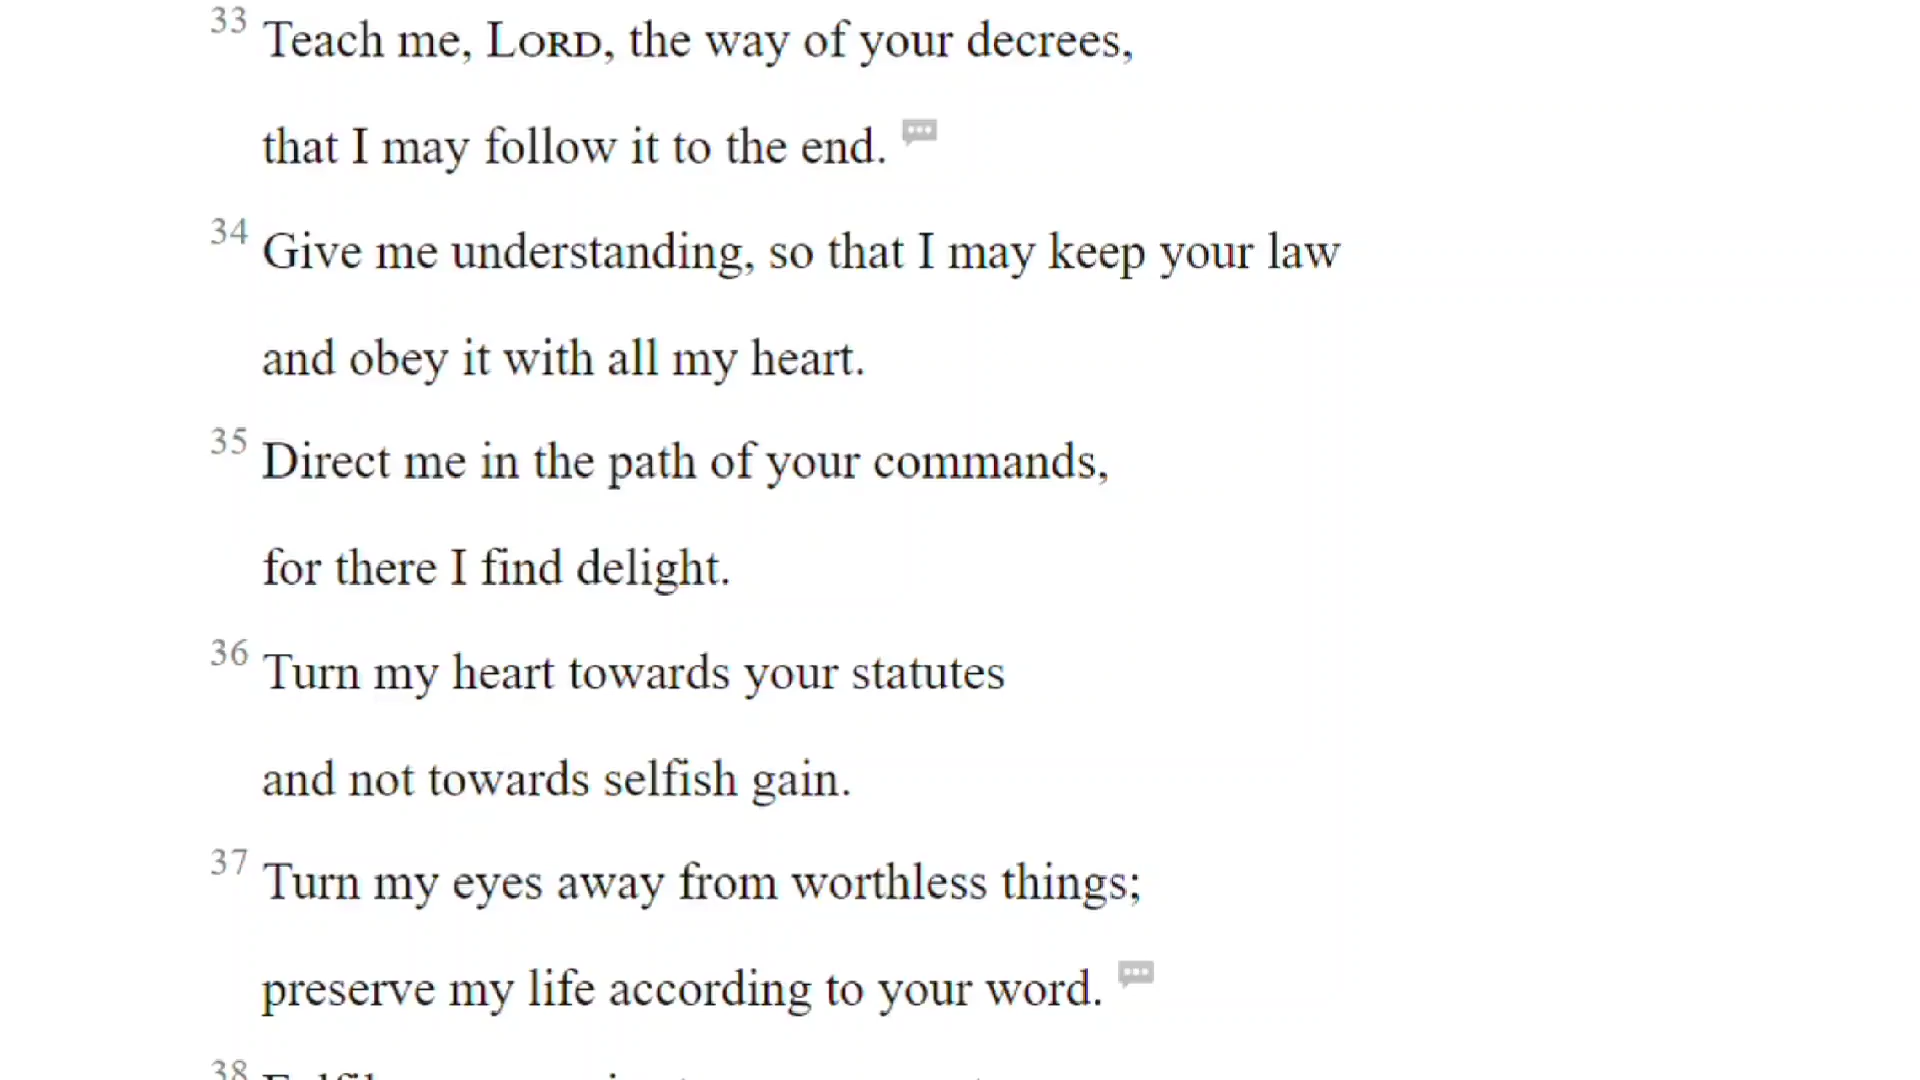 33 Teach me, LORD, the way of your decrees,
that I may follow it to the end.
34 Give me understanding, so that I may keep your law
and obey it with all my heart.
35 Direct me in the path of your commands,
for there I find delight.
36 Turn my heart towards your statutes
and not towards selfish gain.
37 Turn my eyes away from worthless things;
preserve my life according to your word.
38